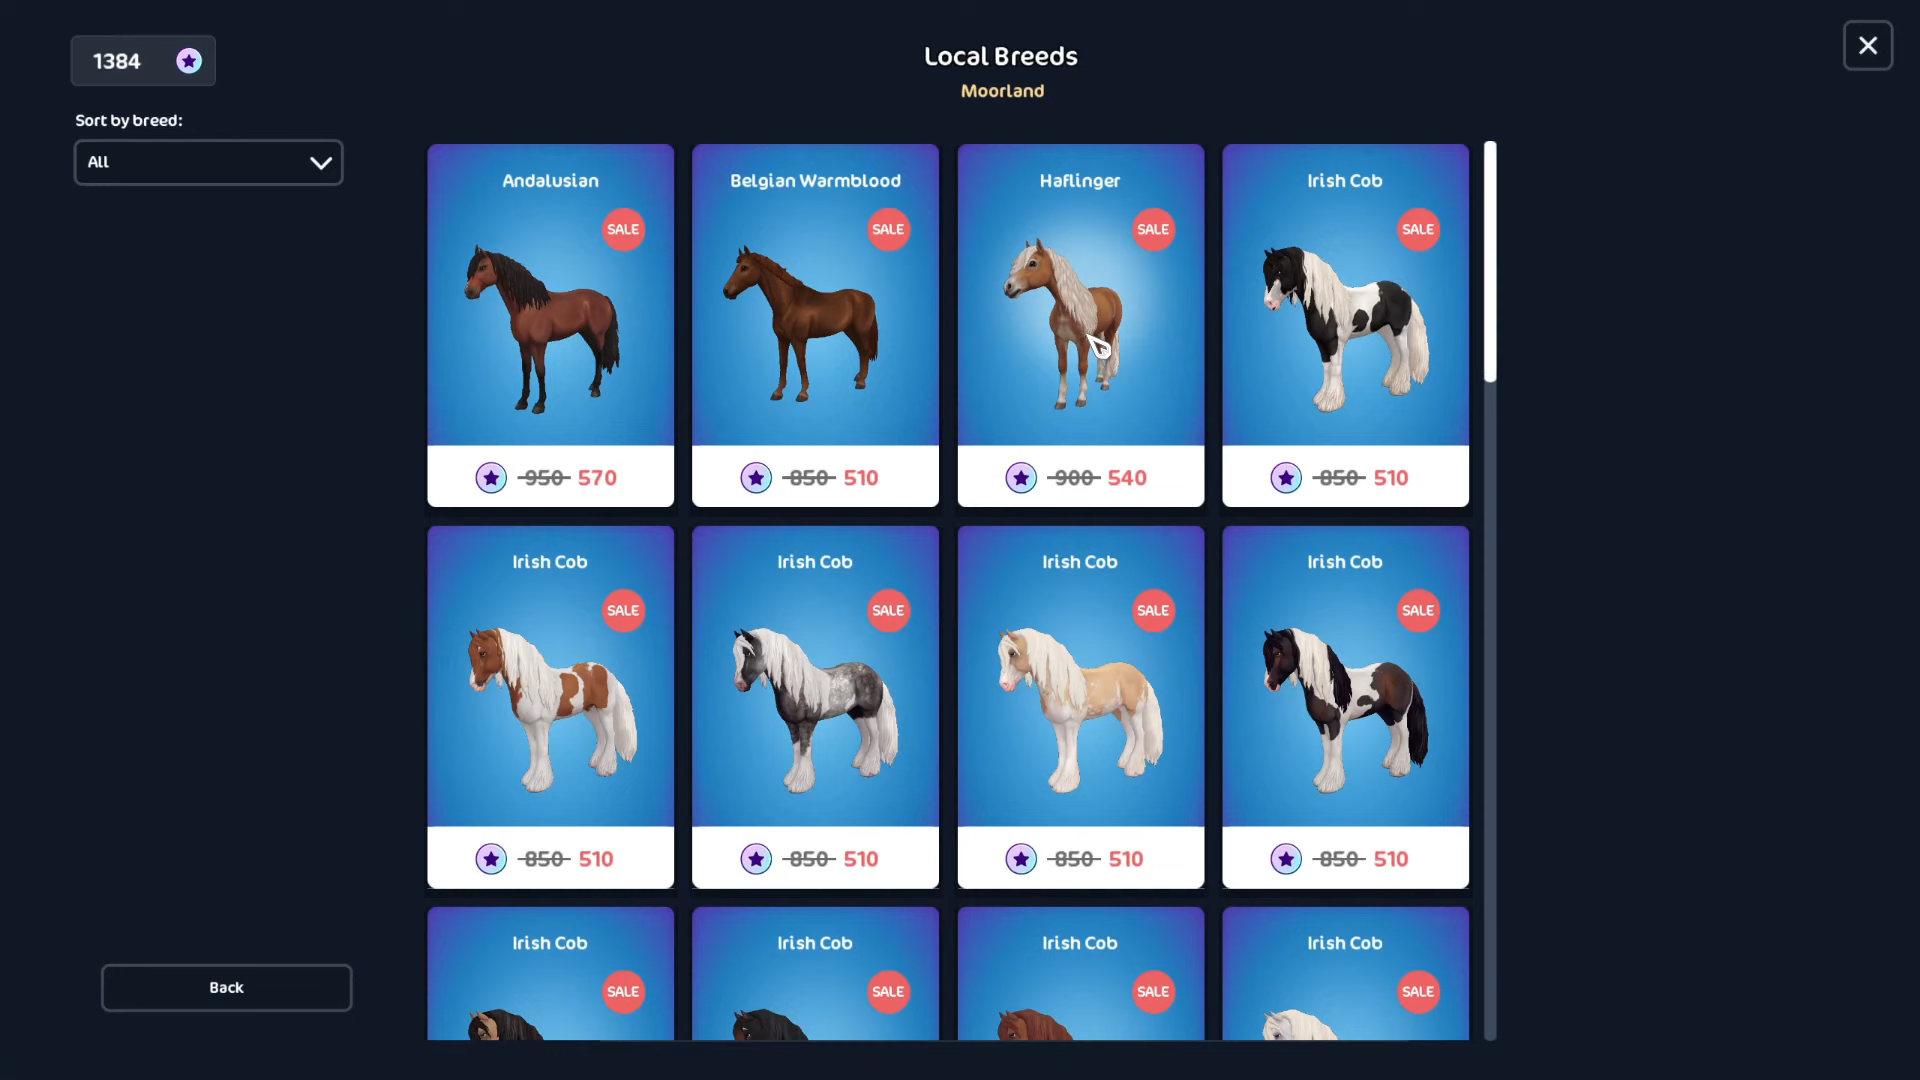 1384
Local Breeds
Moorland
Sort by breed:
All
Andalusian
SALE
950 570
Belgian Warmblood
SALE
850 510
Haflinger
SALE
900 540
Irish Cob
SALE
850 510
Irish Cob
SALE
850 510
Irish Cob
SALE
850 510
Irish Cob
SALE
850 510
Irish Cob
SALE
850 510
Irish Cob
SALE
Irish Cob
SALE
Irish Cob
SALE
Irish Cob
SALE
Back